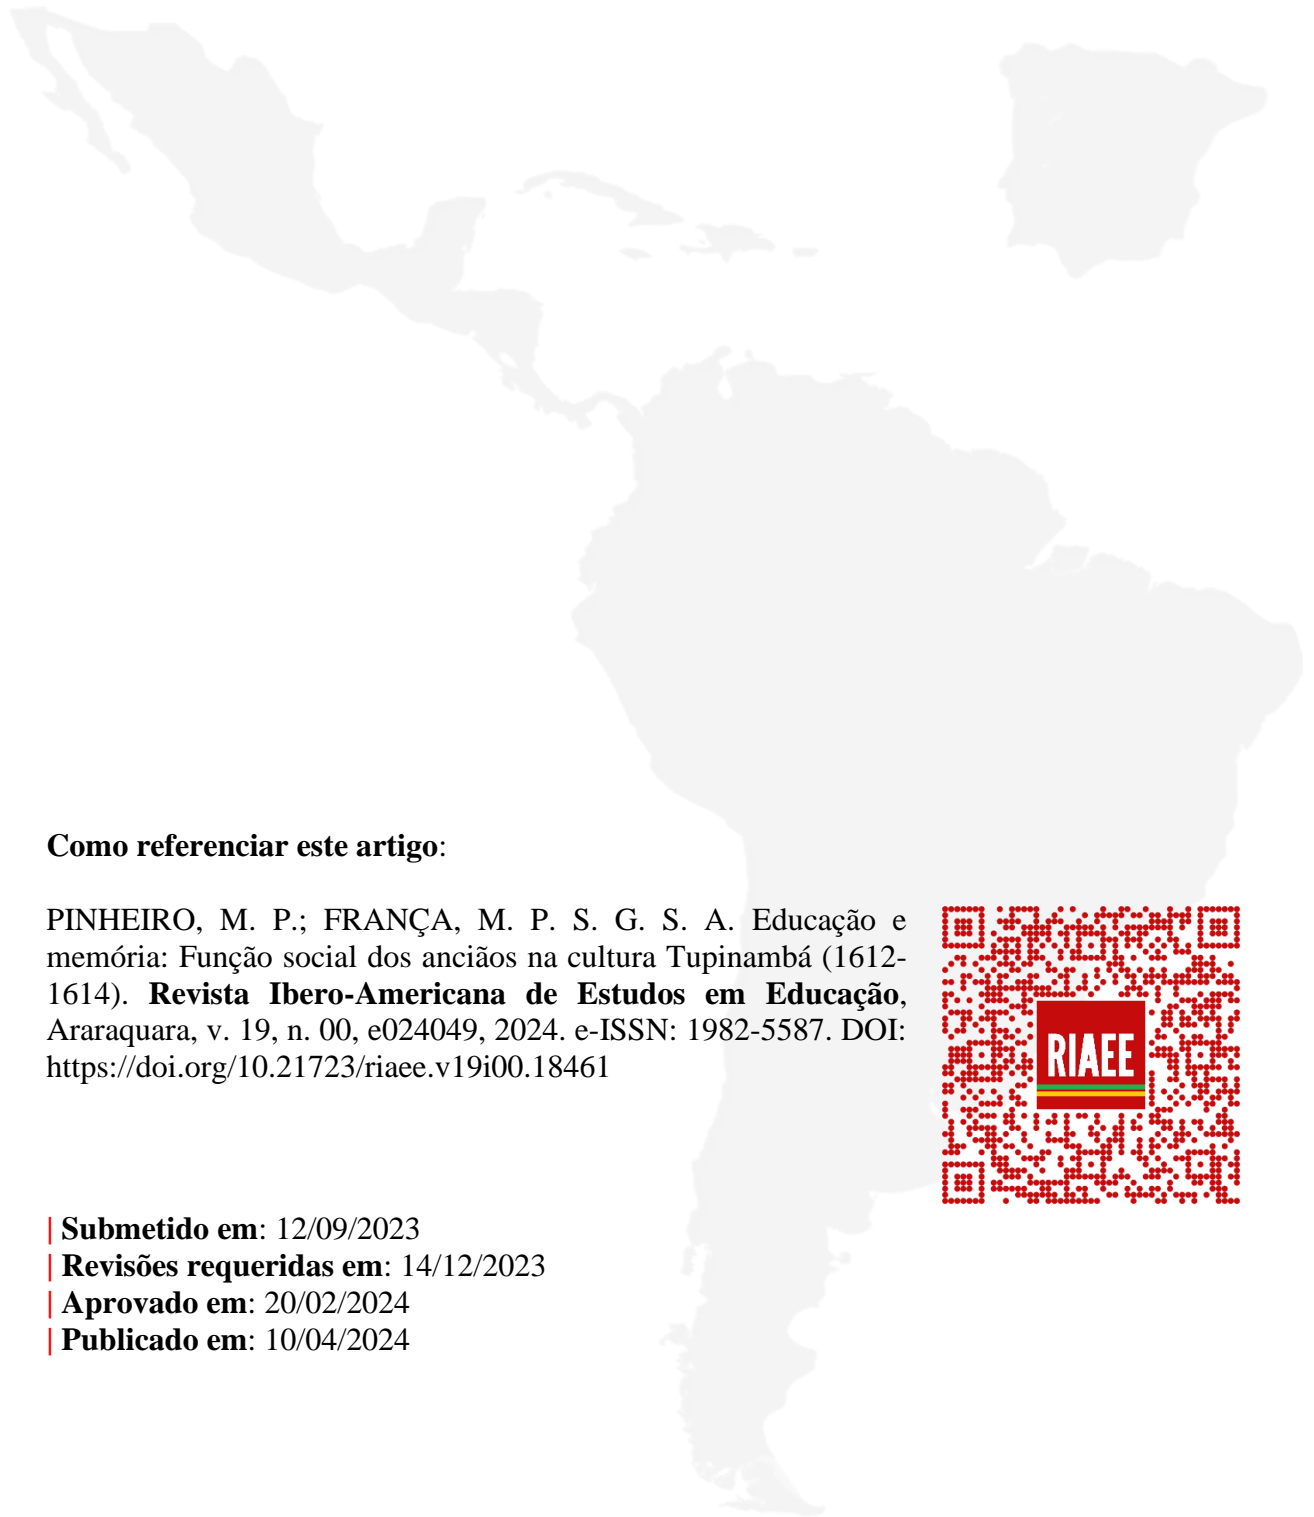 Como referenciar este artigo:
PINHEIRO, M. P.; FRANÇA, M. P. S. G. S. A. Educação e
memória: Função social dos anciãos na cultura Tupinambá (1612-
1614). Revista Ibero-Americana de Estudos em Educação,
Araraquara, v. 19, n. 00, e024049, 2024. e-ISSN: 1982-5587. DOI:
https://doi.org/10.21723/riaee.v19i00.18461
RIAEE
| Submetido em: 12/09/2023
| Revisões requeridas em: 14/12/2023
| Aprovado em: 20/02/2024
| Publicado em: 10/04/2024